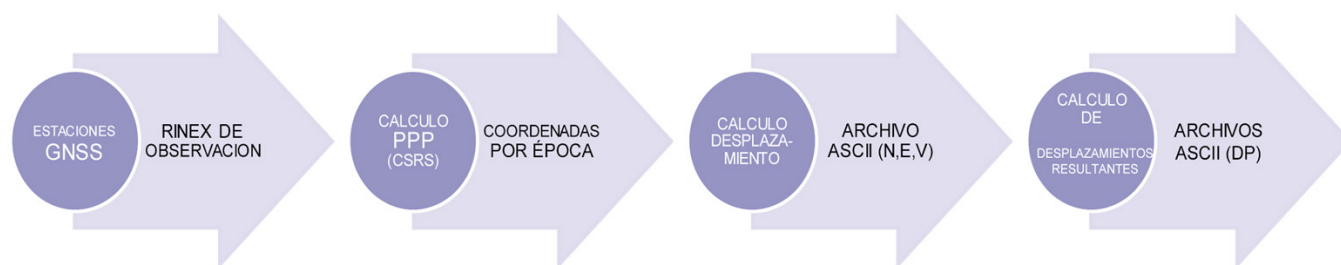 ESTACIONES
GNSS
RINEX DE
OBSERVACION
CALCULO
PPP
(CSRS)
COORDENADAS
POR ÉPOCA
CALCULO
DESPLAZA-
MIENTO
ARCHIVO
ASCII (N,E,V)
CALCULO
DE
DESPLAZAMIENTOS
RESULTANTES
ARCHIVOS
ASCII (DP)